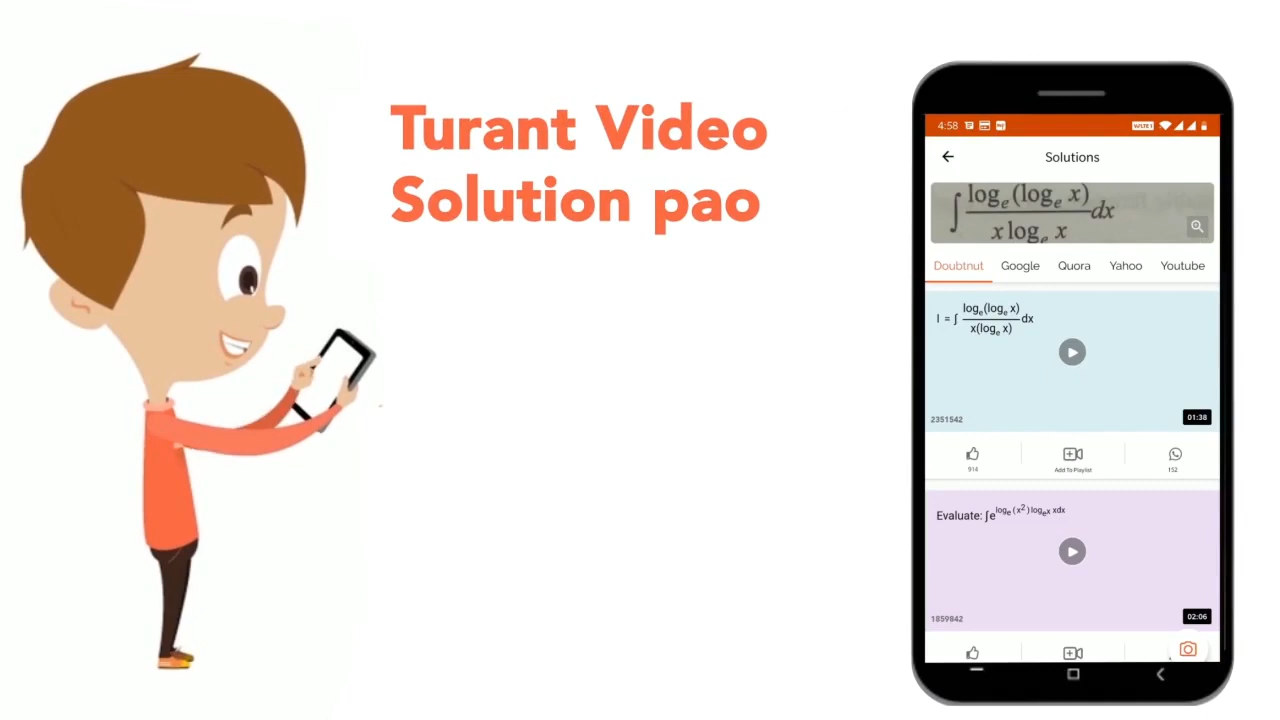 Turant Video
Solution pao
4:58
VoLTE1
Solutions
∫ logₑ(logₑ x) / x logₑ x dx
Doubtnut Google Quora Yahoo Youtube
I = ∫ logₑ(logₑ x) / x(logₑ x) dx
2351542 01:38
914 Add To Playlist 152
Evaluate: ∫e^logₑ(x²)logₑx xdx
1859842 02:06